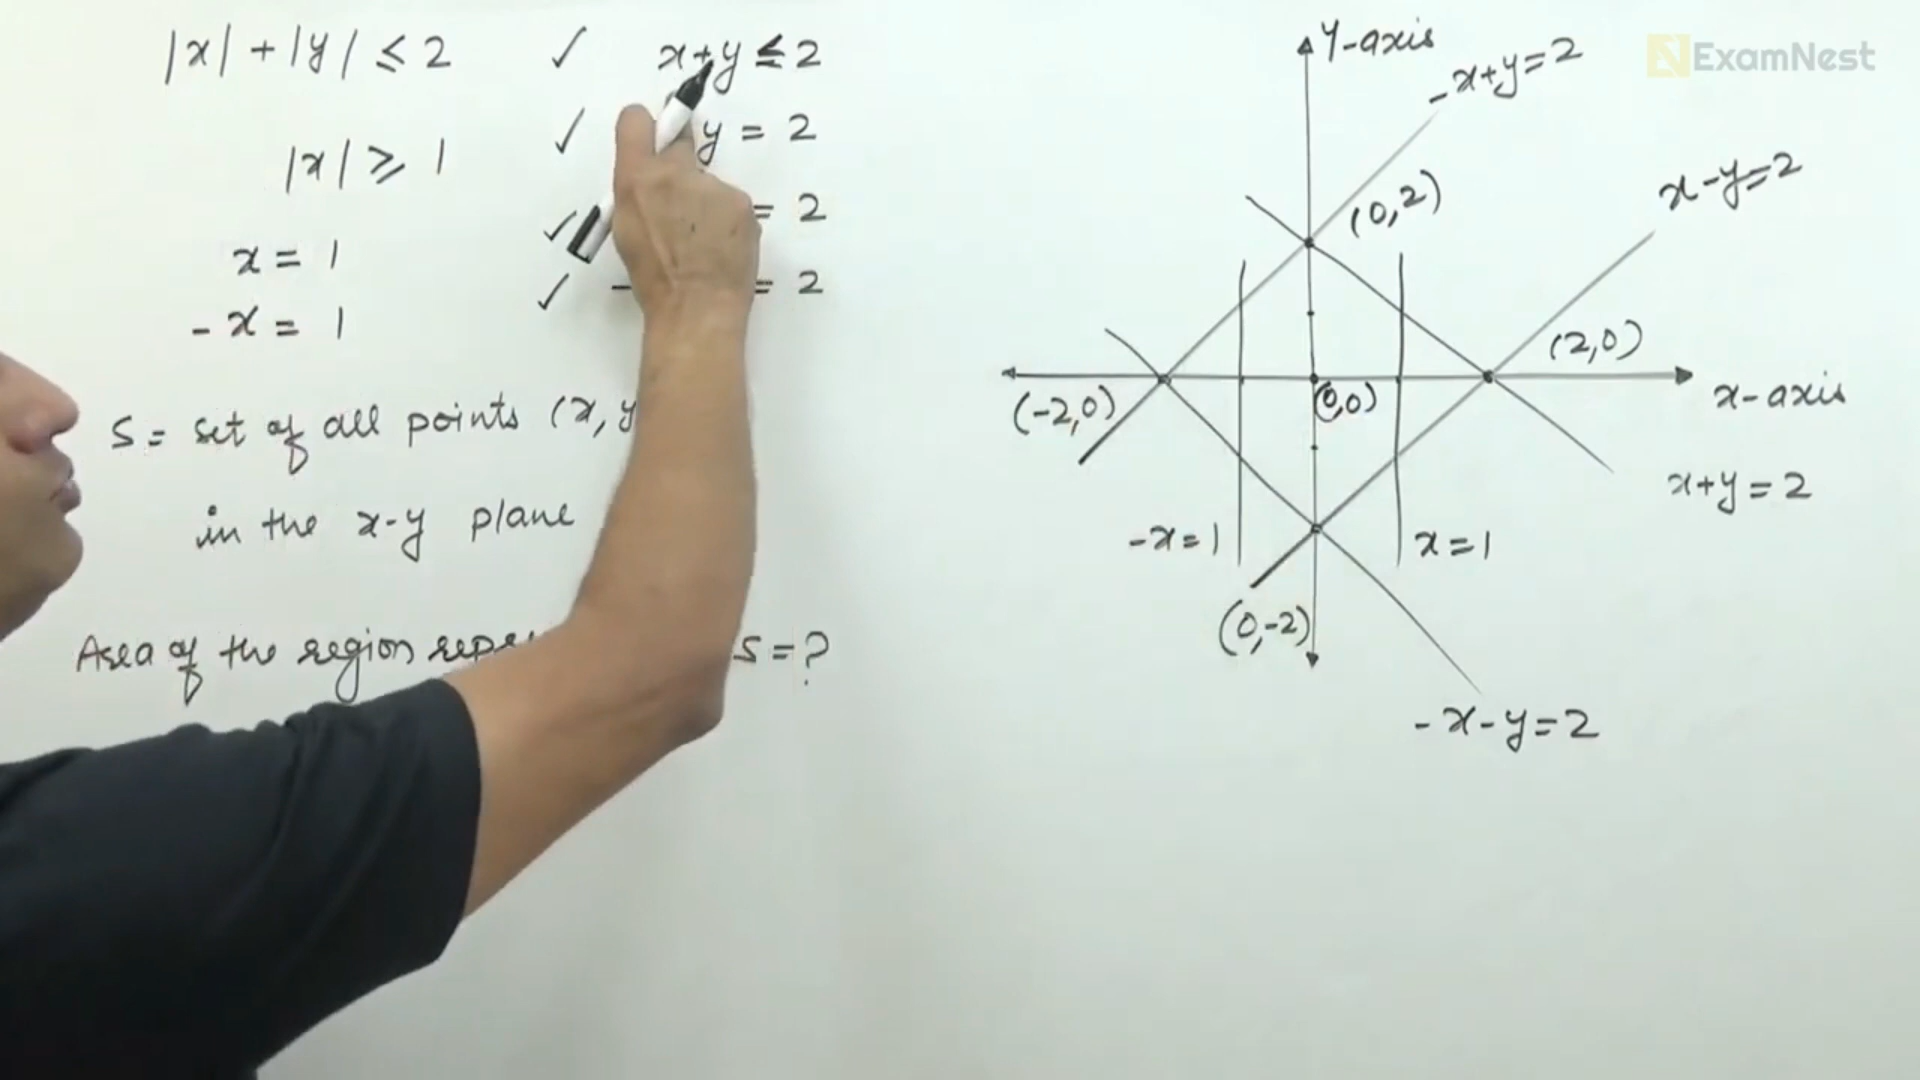 |x| + |y| ≤ 2
|x| ≥ 1
x = 1
-x = 1
✓ x+y ≤ 2
✓ y = 2
✓ = 2
✓ - = 2
S = set of all points (x, y
in the x-y plane
Area of the region S = ?
Y-axis
-x+y=2
x-y=2
(0,2)
(2,0)
(-2,0)
(0,0)
x-axis
x+y=2
-x=1
x=1
(0,-2)
-x-y=2
ExamNest